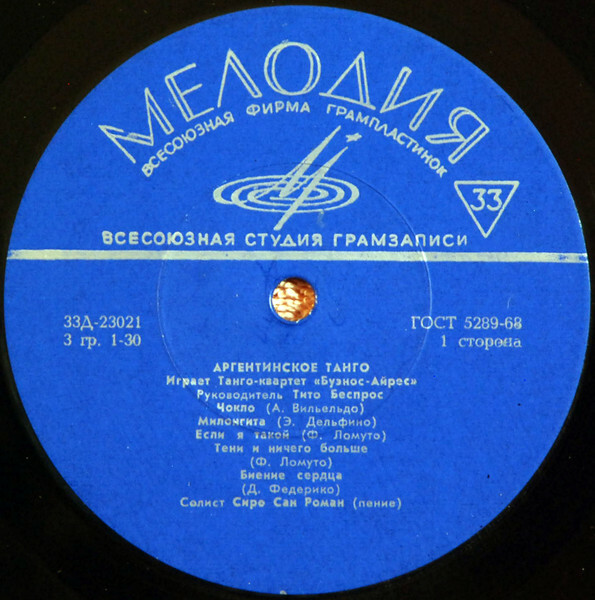 МЕЛОДИЯ
ВСЕСОЮЗНАЯ ФИРМА ГРАМПЛАСТИНОК
33
ВСЕСОЮЗНАЯ СТУДИЯ ГРАМЗАПИСИ
33Д-23021
ГОСТ 5289-68
3 гр. 1-30
1 сторона
АРГЕНТИНСКОЕ ТАНГО
Играет Танго-квартет «Буэнос-Айрес»
Руководитель Тито Беспрос
Чокло (А. Вильельдо)
Милонгита (Э. Дельфино)
Если я такой (Ф. Ломуто)
Тени и ничего больше
(Ф. Ломуто)
Биение сердца
(Д. Федерико)
Солист Сиро Сан Роман (пение)